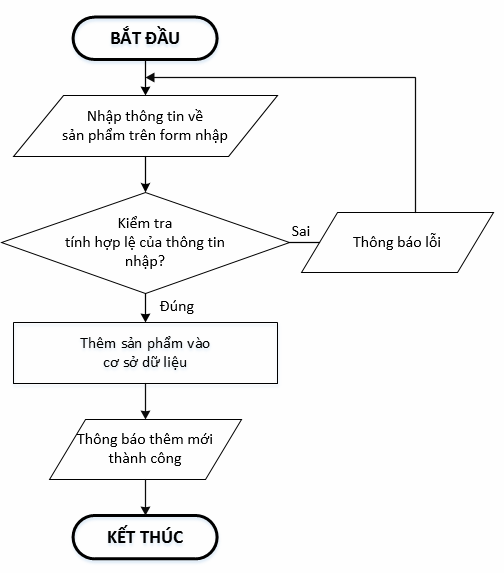 BẮT ĐẦU
Nhập thông tin về
sản phẩm trên form nhập
Kiểm tra
tính hợp lệ của thông tin
nhập?
Sai
Thông báo lỗi
Đúng
Thêm sản phẩm vào
cơ sở dữ liệu
Thông báo thêm mới
thành công
KẾT THÚC